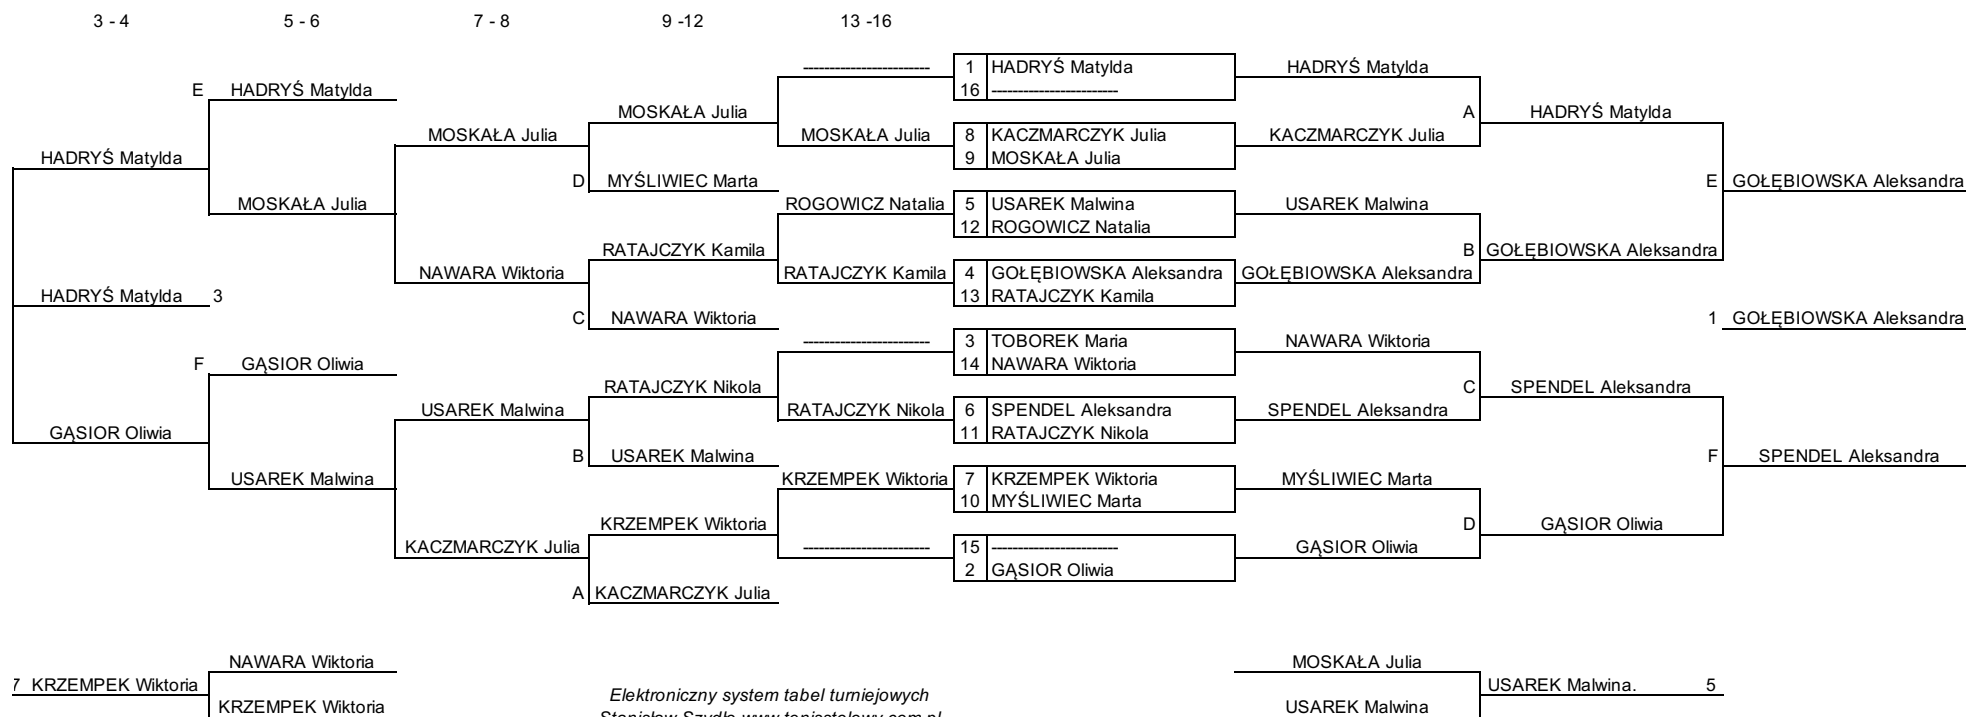 3 - 4 5 - 6 7 - 8 9 -12 13 -16
------------------------ 1 HADRYŚ Matylda HADRYŚ Matylda
E HADRYŚ Matylda 16 ------------------------
MOSKAŁA Julia A HADRYŚ Matylda
MOSKAŁA Julia MOSKAŁA Julia 8 KACZMARCZYK Julia KACZMARCZYK Julia
HADRYŚ Matylda 9 MOSKAŁA Julia
D MYŚLIWIEC Marta E GOŁĘBIOWSKA Aleksandra
MOSKAŁA Julia ROGOWICZ Natalia 5 USAREK Malwina USAREK Malwina
12 ROGOWICZ Natalia
RATAJCZYK Kamila B GOŁĘBIOWSKA Aleksandra
NAWARA Wiktoria RATAJCZYK Kamila 4 GOŁĘBIOWSKA Aleksandra GOŁĘBIOWSKA Aleksandra
HADRYŚ Matylda 3 13 RATAJCZYK Kamila
C NAWARA Wiktoria 1 GOŁĘBIOWSKA Aleksandra
------------------------ 3 TOBOREK Maria NAWARA Wiktoria
F GĄSIOR Oliwia 14 NAWARA Wiktoria
RATAJCZYK Nikola C SPENDEL Aleksandra
USAREK Malwina RATAJCZYK Nikola 6 SPENDEL Aleksandra SPENDEL Aleksandra
GĄSIOR Oliwia 11 RATAJCZYK Nikola
B USAREK Malwina F SPENDEL Aleksandra
USAREK Malwina KRZEMPEK Wiktoria 7 KRZEMPEK Wiktoria MYŚLIWIEC Marta
10 MYŚLIWIEC Marta
KRZEMPEK Wiktoria D GĄSIOR Oliwia
KACZMARCZYK Julia ------------------------ 15 ------------------------ GĄSIOR Oliwia
2 GĄSIOR Oliwia
A KACZMARCZYK Julia
NAWARA Wiktoria MOSKAŁA Julia
7 KRZEMPEK Wiktoria USAREK Malwina. 5
Elektroniczny system tabel turniejowych
KRZEMPEK Wiktoria USAREK Malwina
Stanisław Szydło www.tenisstolowy.com.pl